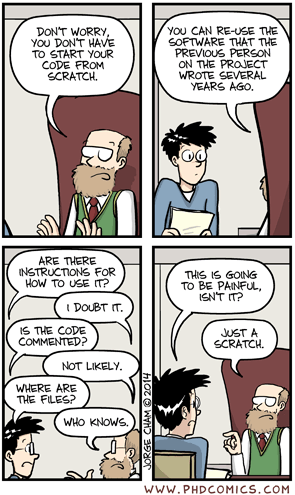 DON'T WORRY,
YOU DON'T HAVE
TO START YOUR
CODE FROM
SCRATCH.
YOU CAN RE-USE THE
SOFTWARE THAT THE
PREVIOUS PERSON
ON THE PROJECT
WROTE SEVERAL
YEARS AGO.
ARE THERE
INSTRUCTIONS FOR
HOW TO USE IT?
I DOUBT IT.
IS THE CODE
COMMENTED?
NOT LIKELY.
WHERE ARE
THE FILES?
WHO KNOWS.
JORGE CHAM © 2014
THIS IS GOING
TO BE PAINFUL,
ISN'T IT?
JUST A
SCRATCH.
WWW.PHDCOMICS.COM